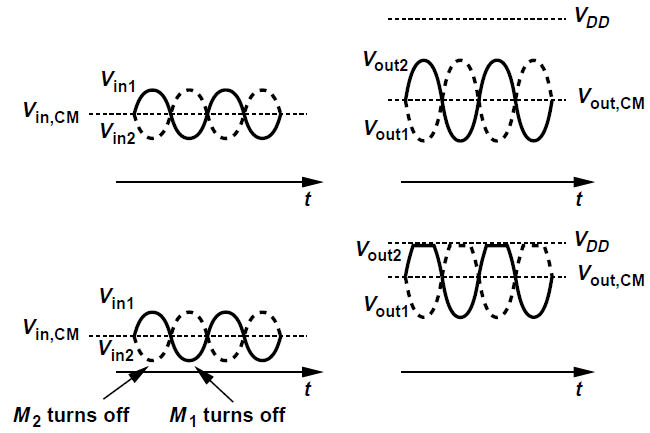 V_DD
V_in1
V_out2
V_in,CM
V_out,CM
V_in2
V_out1
t
t
V_DD
V_out2
V_in1
V_out,CM
V_out1
V_in,CM
V_in2
t
t
M_2 turns off
M_1 turns off